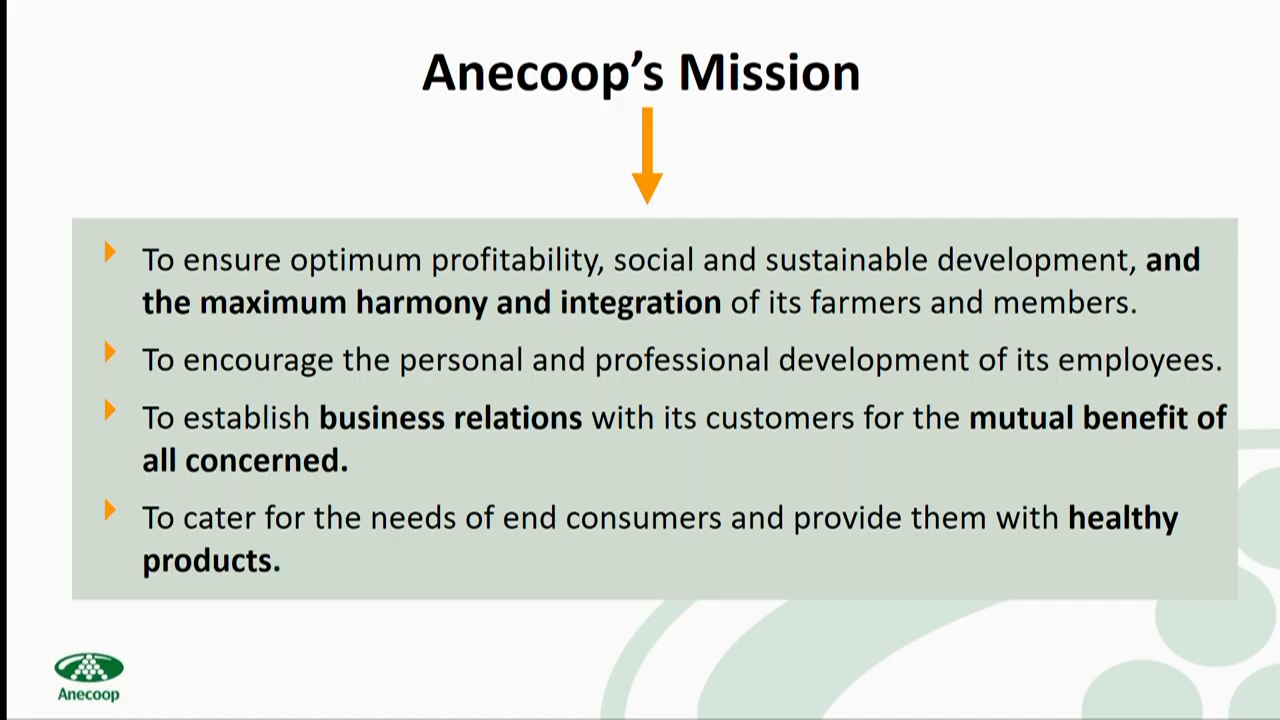 Anecoop’s Mission
To ensure optimum profitability, social and sustainable development, and
the maximum harmony and integration of its farmers and members.
To encourage the personal and professional development of its employees.
To establish business relations with its customers for the mutual benefit of
all concerned.
To cater for the needs of end consumers and provide them with healthy
products.
Anecoop